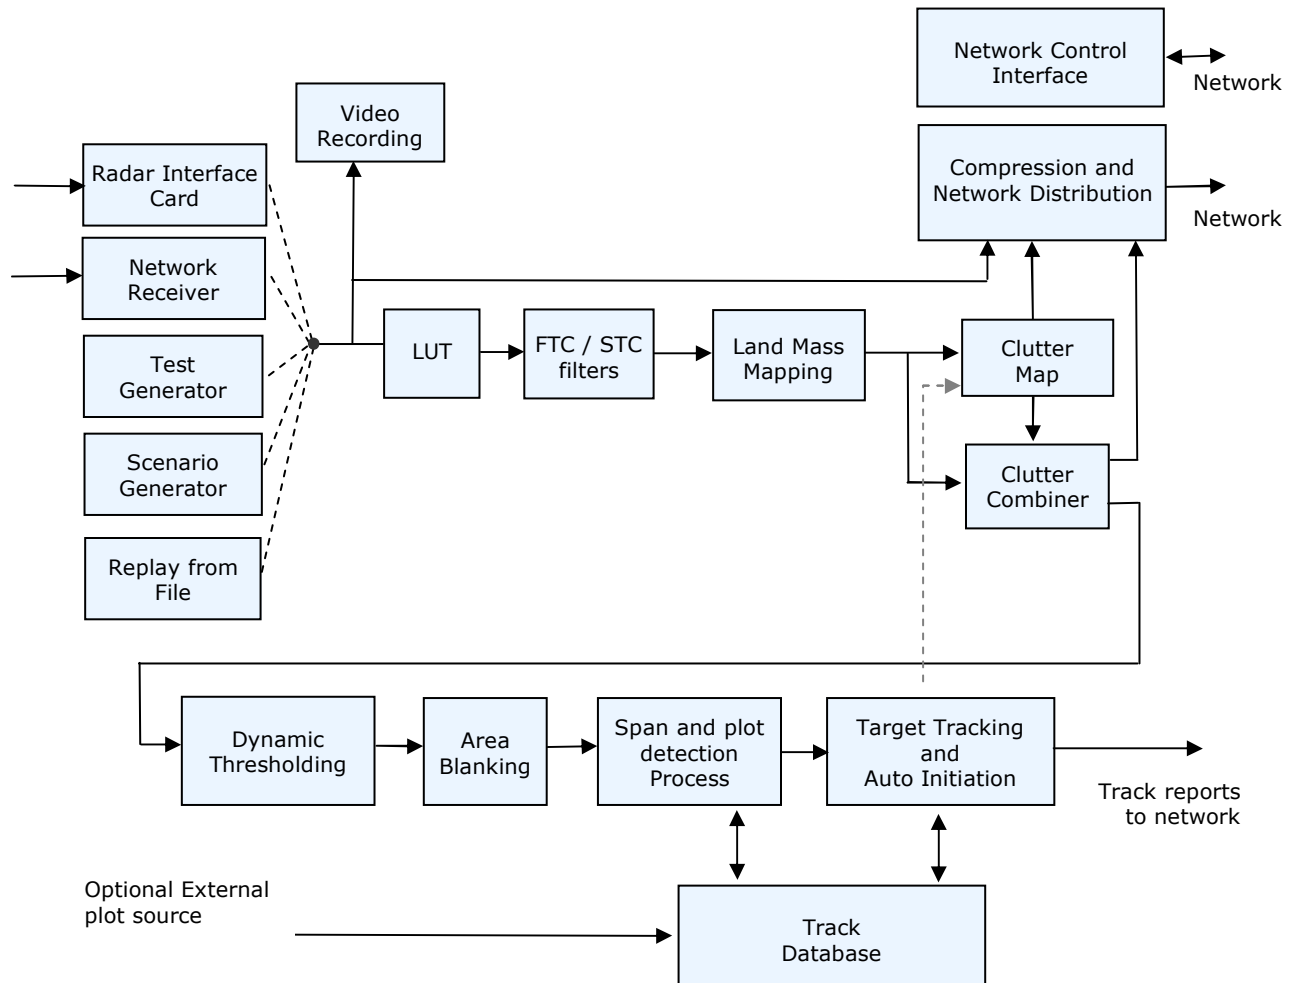 Network Control
Interface
Network
Video
Recording
Radar Interface
Card
Compression and
Network Distribution
Network
Network
Receiver
Test
Generator
LUT
FTC / STC
filters
Land Mass
Mapping
Clutter
Map
Scenario
Generator
Clutter
Combiner
Replay from
File
Dynamic
Thresholding
Area
Blanking
Span and plot
detection
Process
Target Tracking
and
Auto Initiation
Track reports
to network
Optional External
plot source
Track
Database